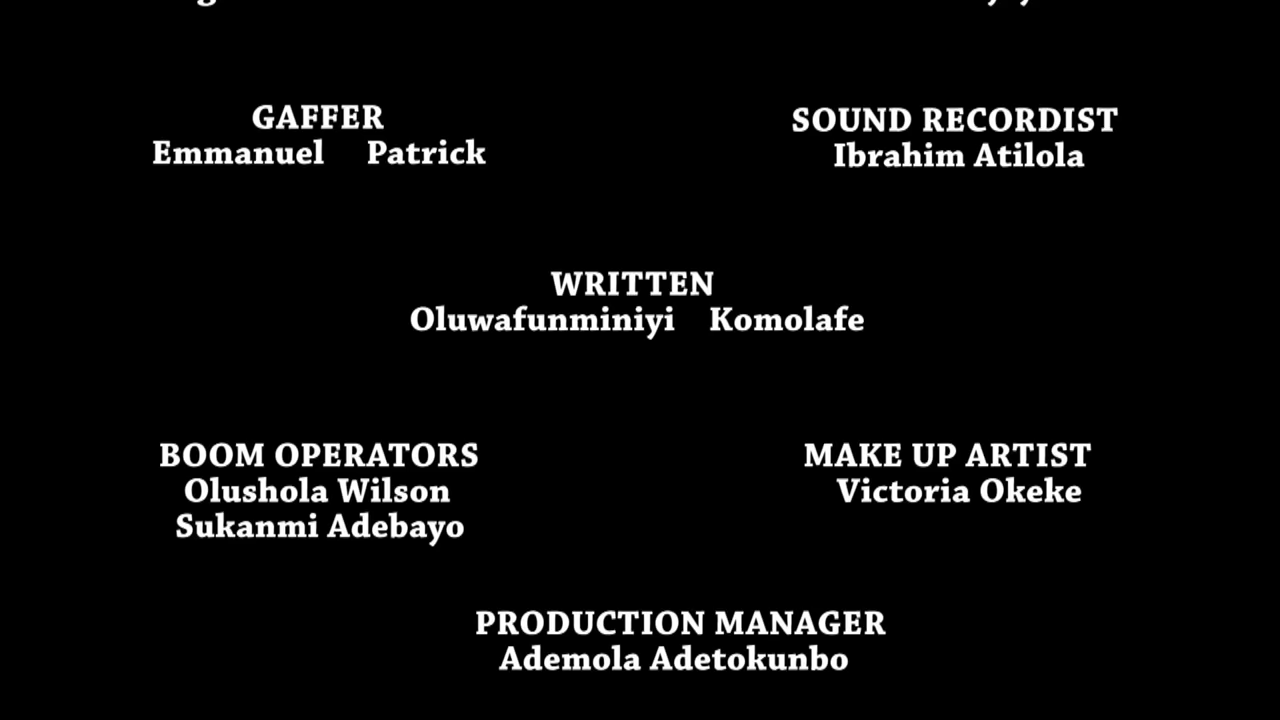 GAFFER
Emmanuel Patrick
SOUND RECORDIST
Ibrahim Atilola
WRITTEN
Oluwafunminiyi Komolafe
BOOM OPERATORS
Olushola Wilson
Sukanmi Adebayo
MAKE UP ARTIST
Victoria Okeke
PRODUCTION MANAGER
Ademola Adetokunbo